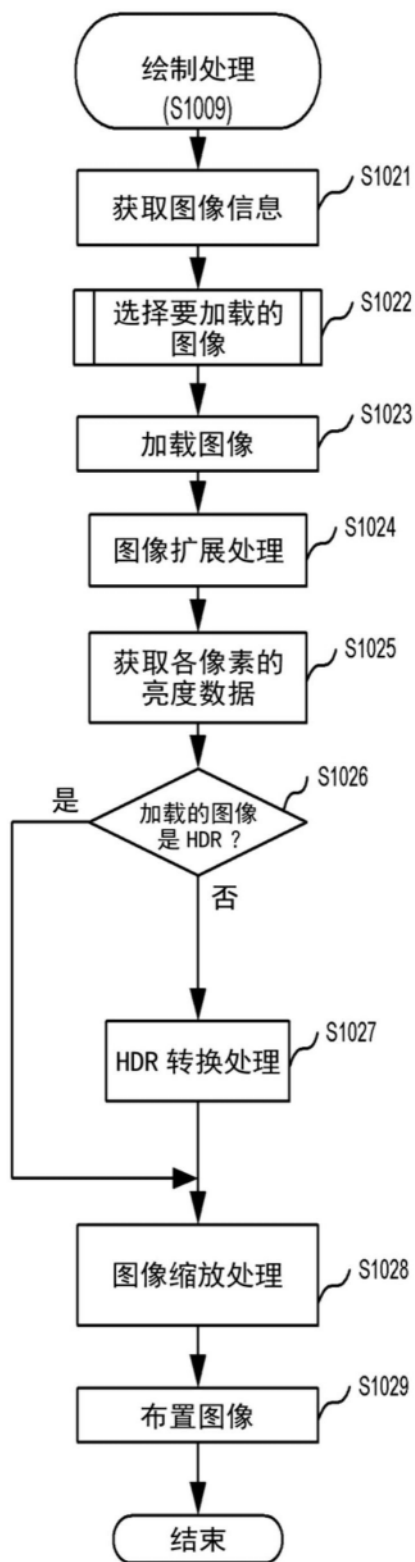 绘制处理
(S1009)
获取图像信息
S1021
选择要加载的
图像
S1022
加载图像
S1023
图像扩展处理
S1024
获取各像素的
亮度数据
S1025
加载的图像
是 HDR ?
S1026
是
否
HDR 转换处理
S1027
图像缩放处理
S1028
布置图像
S1029
结束